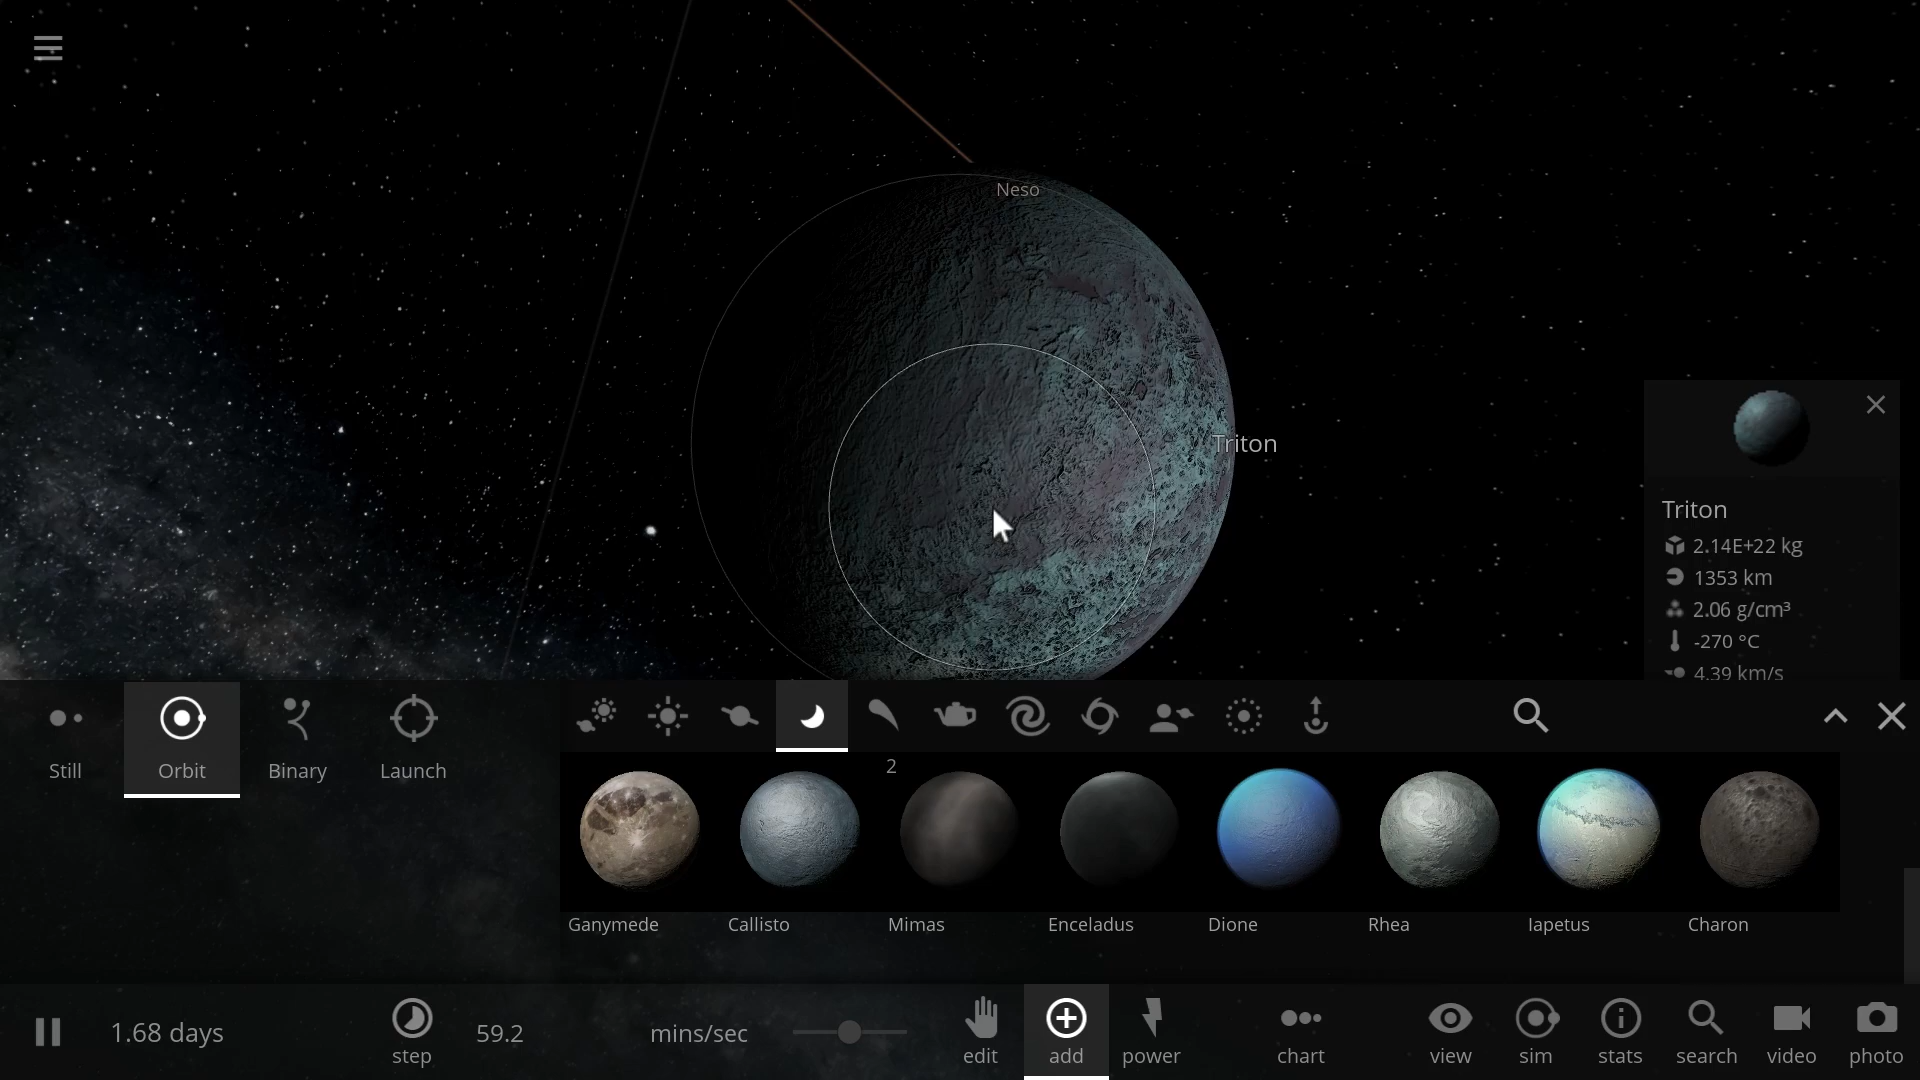 Neso
Triton
Triton
2.14E+22 kg
1353 km
2.06 g/cm³
-270 °C
4.39 km/s
Still
Orbit
Binary
Launch
2
Ganymede
Callisto
Mimas
Enceladus
Dione
Rhea
Iapetus
Charon
1.68 days
step
59.2
mins/sec
edit
add
power
chart
view
sim
stats
search
video
photo